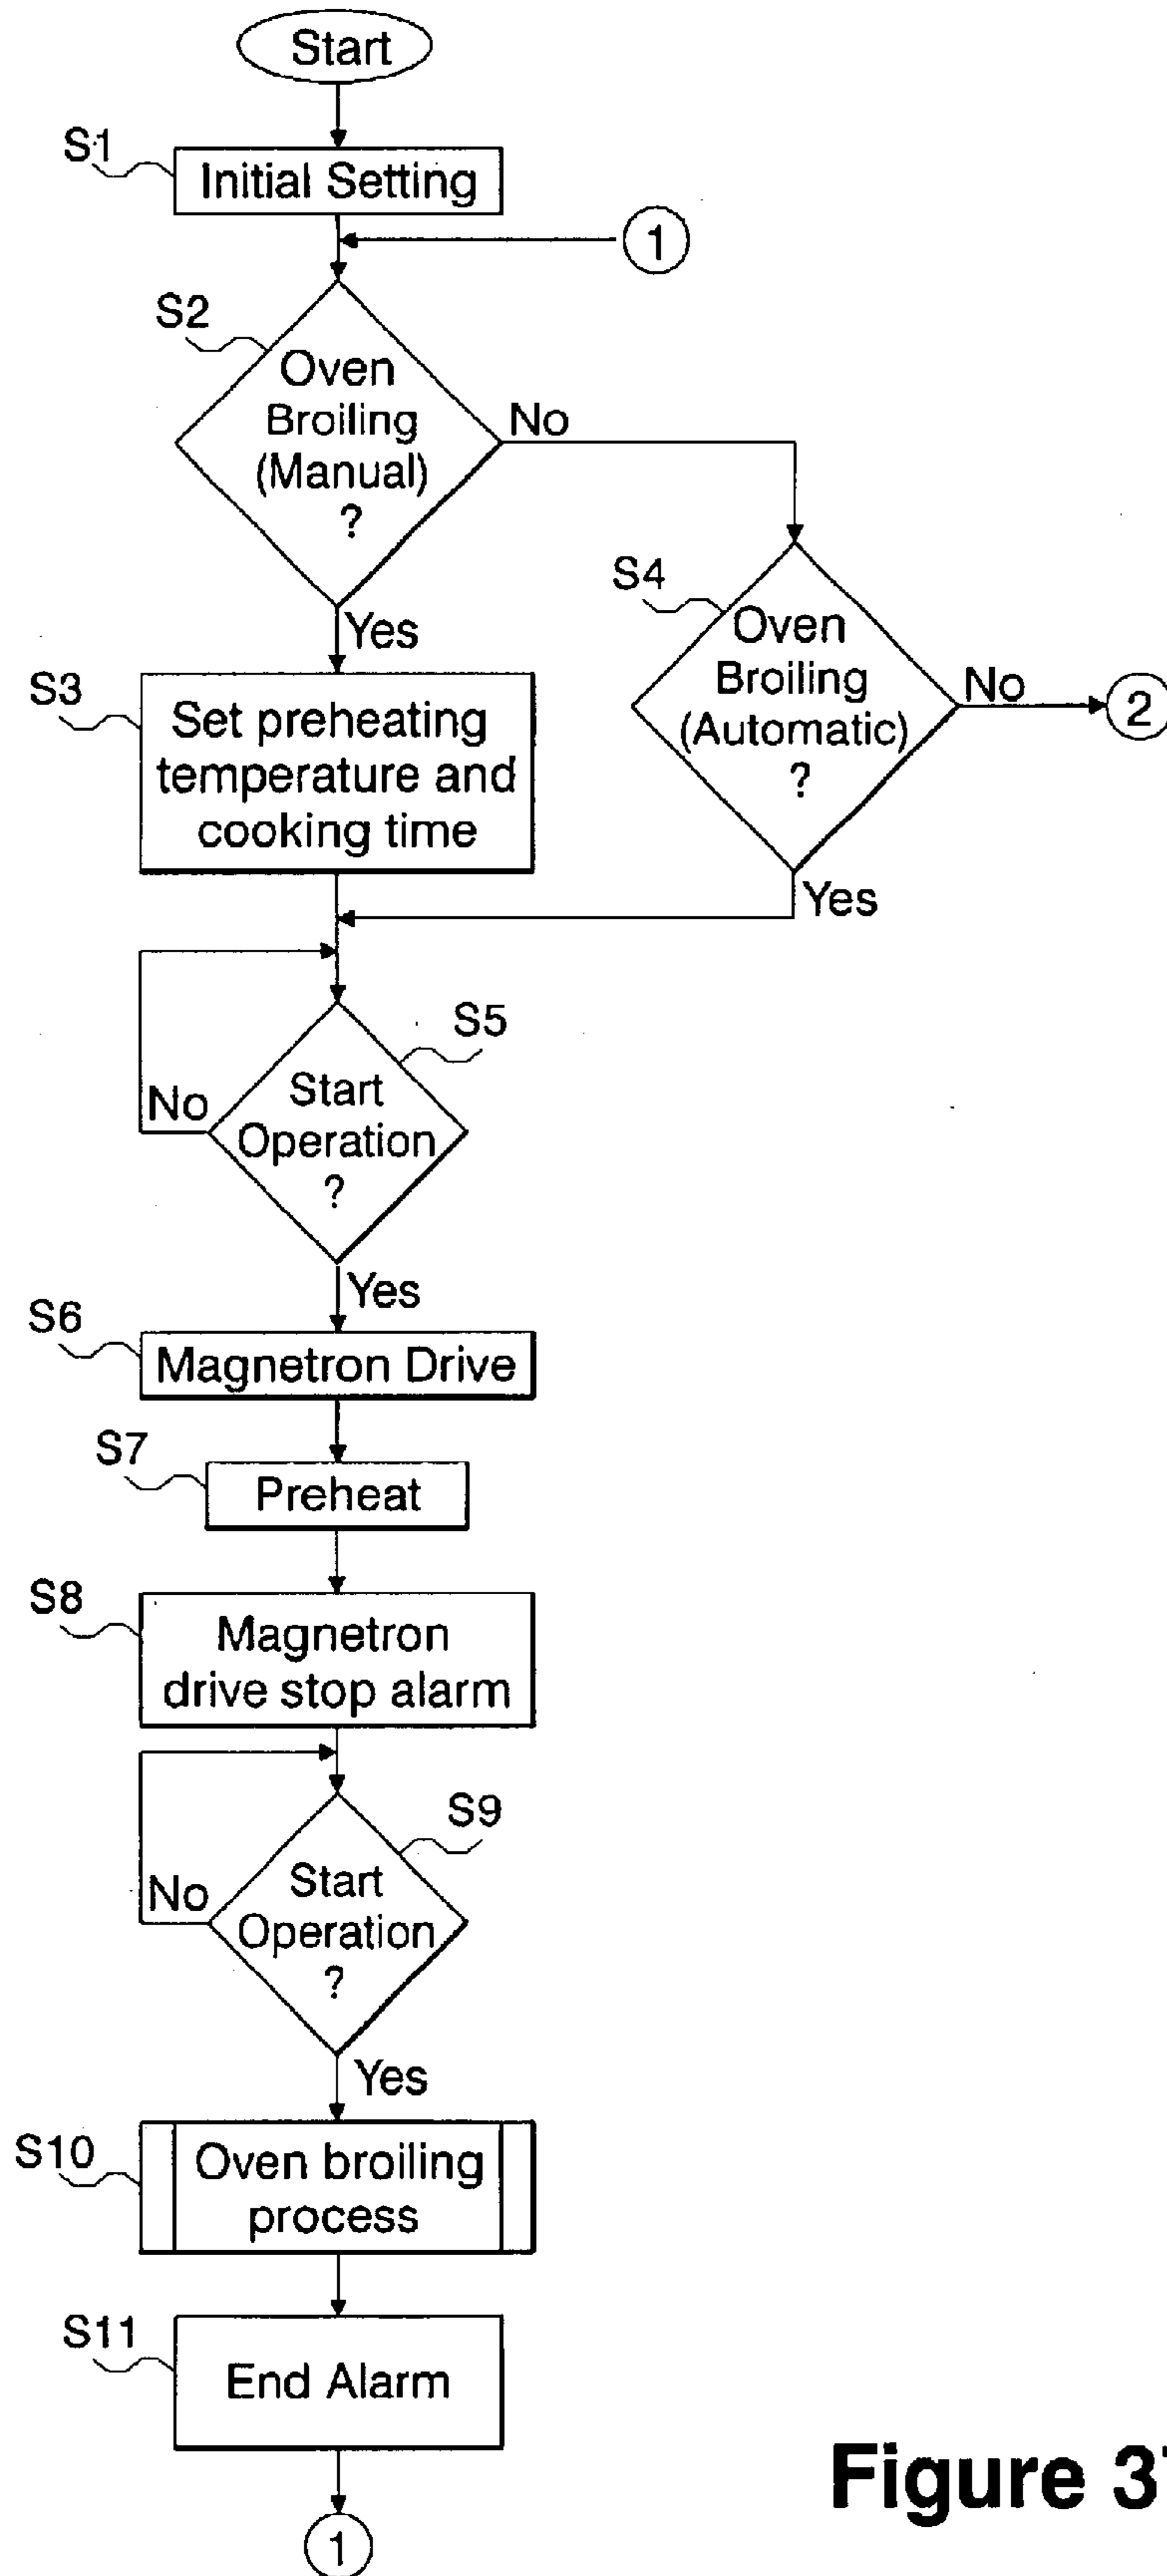 Start
S1
Initial Setting
1
S2
Oven
Broiling
(Manual)
?
No
Yes
S4
Oven
Broiling
(Automatic)
?
No
2
Yes
S3
Set preheating
temperature and
cooking time
S5
Start
Operation
?
No
Yes
S6
Magnetron Drive
S7
Preheat
S8
Magnetron
drive stop alarm
S9
Start
Operation
?
No
Yes
S10
Oven broiling
process
S11
End Alarm
1
Figure 3